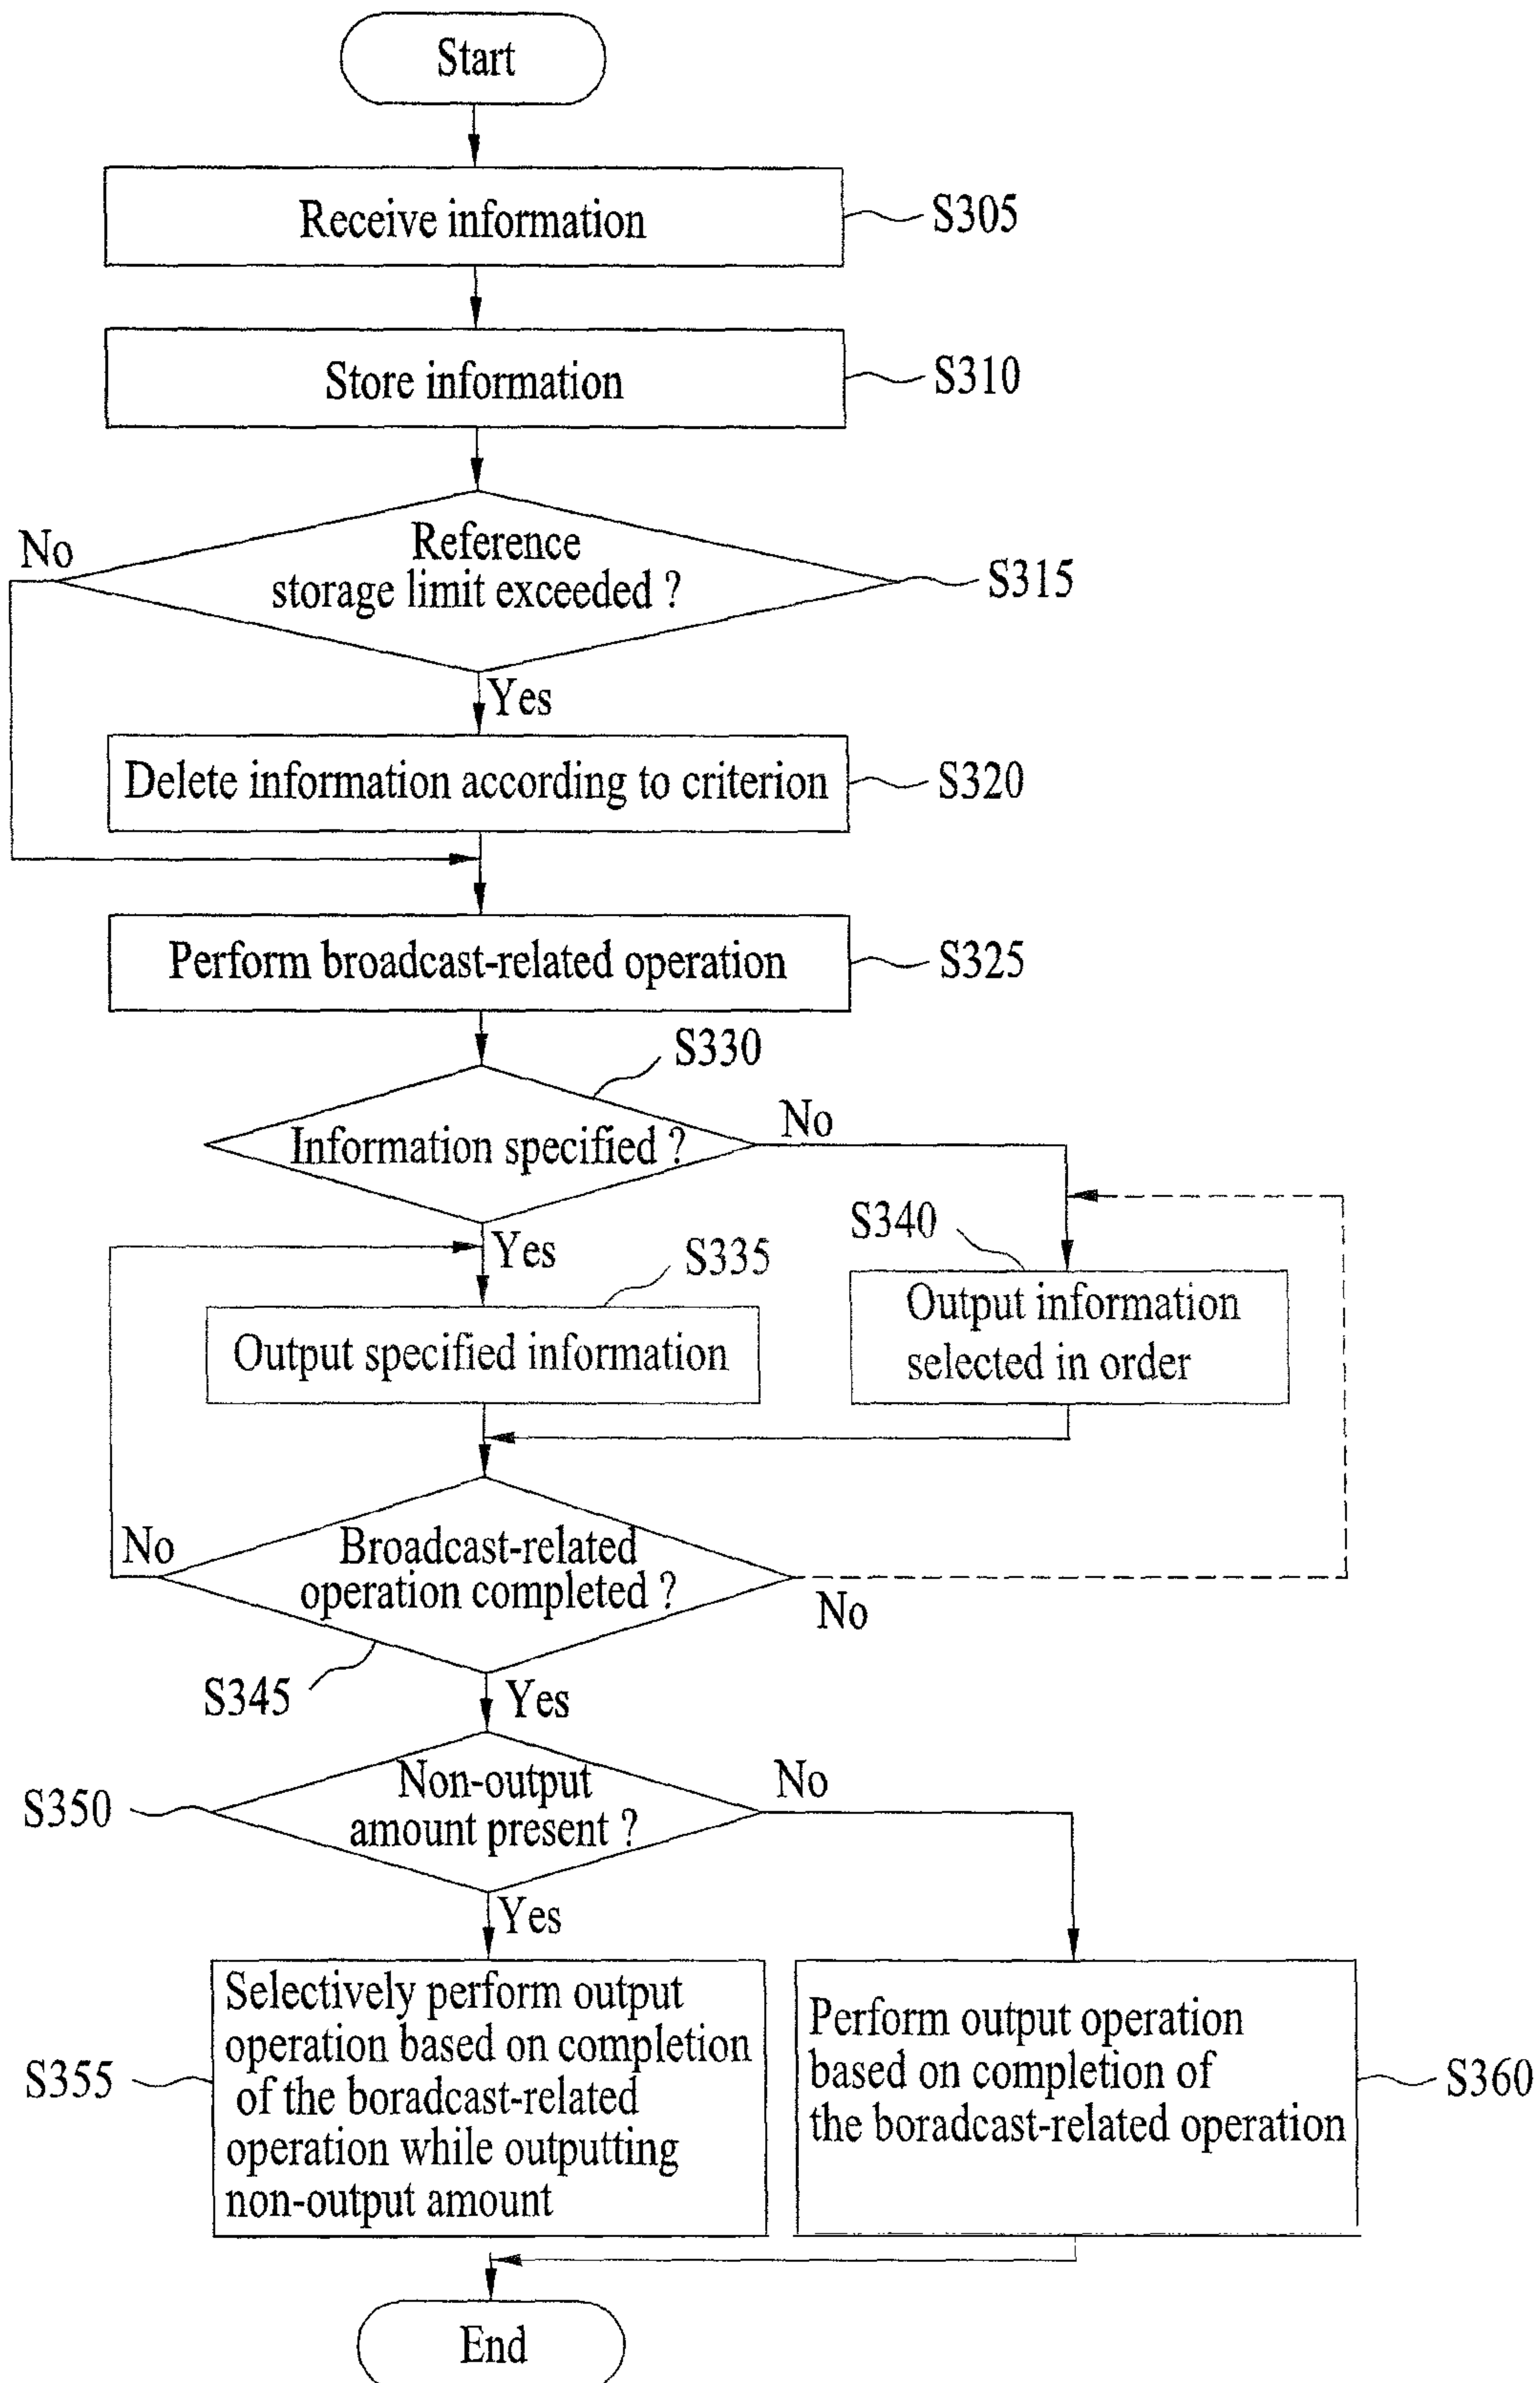 Start
Receive information
S305
Store information
S310
No
Reference
storage limit exceeded ?
S315
Yes
Delete information according to criterion
S320
Perform broadcast-related operation
S325
S330
Information specified ?
No
Yes
S335
S340
Output specified information
Output information
selected in order
No
Broadcast-related
operation completed ?
No
S345
Yes
S350
Non-output
amount present ?
No
Yes
S355
Selectively perform output
operation based on completion
of the boradcast-related
operation while outputting
non-output amount
Perform output operation
based on completion of
the boradcast-related operation
S360
End